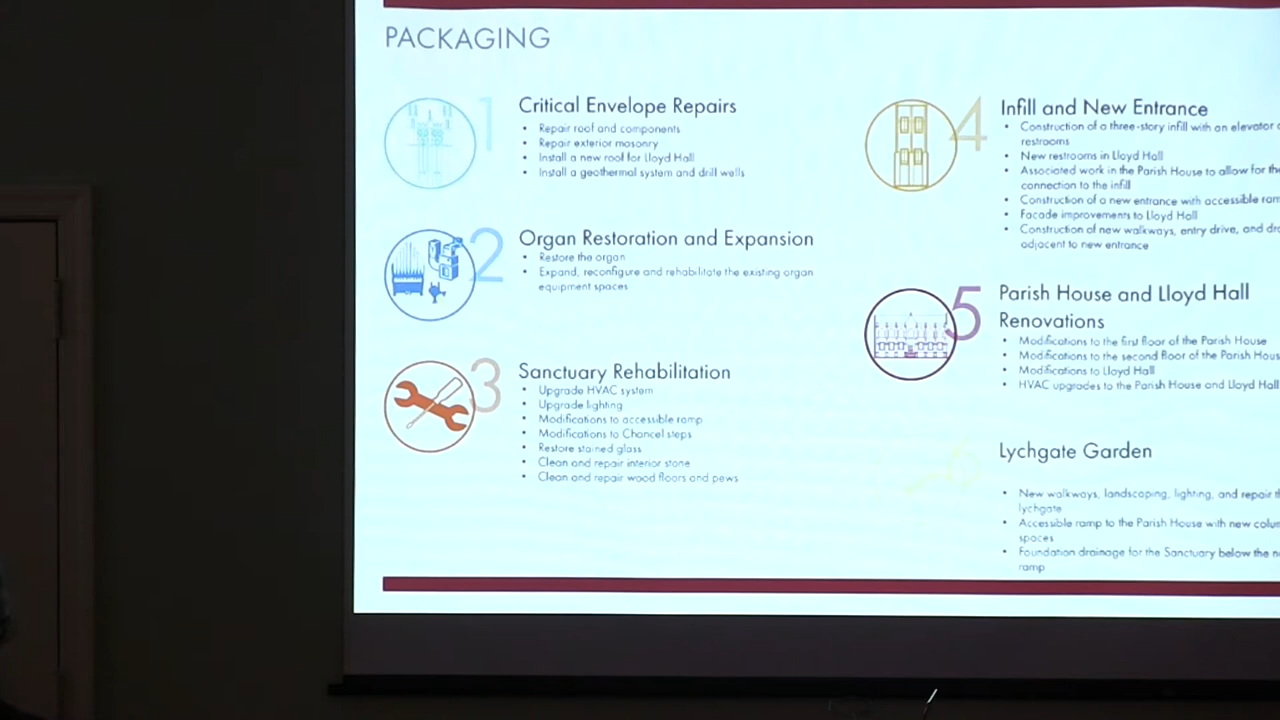 PACKAGING
1
Critical Envelope Repairs
• Repair roof and components
• Repair exterior masonry
• Install a new roof for Lloyd Hall
• Install a geothermal system and drill wells
2
Organ Restoration and Expansion
• Restore the organ
• Expand, reconfigure and rehabilitate the existing organ
equipment spaces
3
Sanctuary Rehabilitation
• Upgrade HVAC system
• Upgrade lighting
• Modifications to accessible ramp
• Modifications to Chancel steps
• Restore stained glass
• Clean and repair interior stone
• Clean and repair wood floors and pews
4
Infill and New Entrance
• Construction of a three-story infill with an elevator
restrooms
• New restrooms in Lloyd Hall
• Associated work in the Parish House to allow for
connection to the infill
• Construction of a new entrance with accessible
• Facade improvements to Lloyd Hall
• Construction of new walkways, entry drive, and
adjacent to new entrance
5
Parish House and Lloyd Hall
Renovations
• Modifications to the first floor of the Parish House
• Modifications to the second floor of the Parish
• Modifications to Lloyd Hall
• HVAC upgrades to the Parish House and Lloyd Hall
Lychgate Garden
• New walkways, landscaping, lighting, and repair
lychgate
• Accessible ramp to the Parish House with new
spaces
• Foundation drainage for the Sanctuary below the
ramp